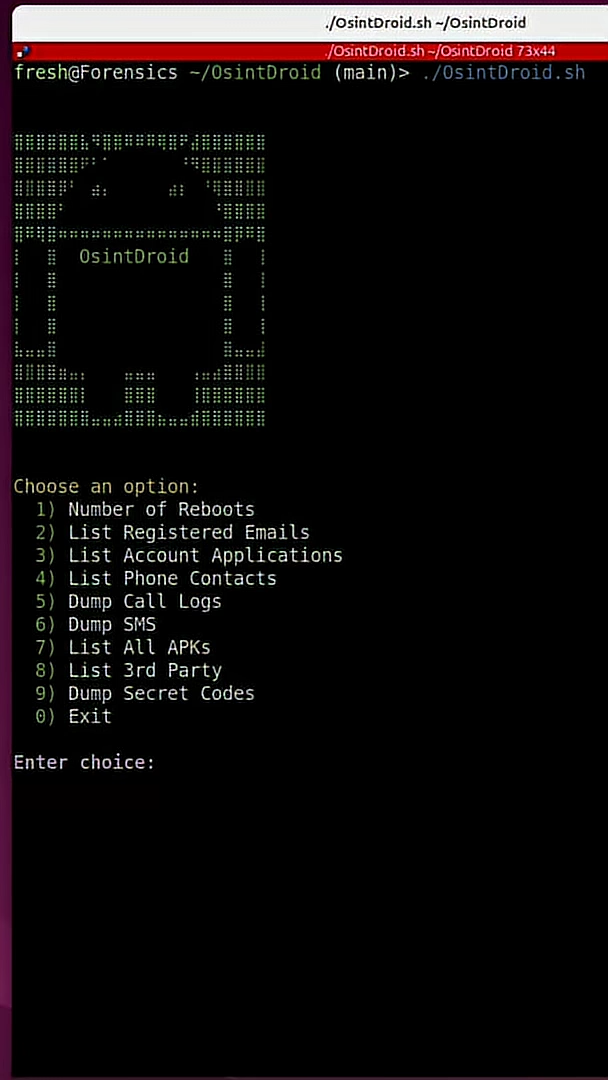 ./OsintDroid.sh ~/OsintDroid
./OsintDroid.sh ~/OsintDroid 73x44
fresh@Forensics ~/OsintDroid (main)> ./OsintDroid.sh
OsintDroid
Choose an option:
1) Number of Reboots
2) List Registered Emails
3) List Account Applications
4) List Phone Contacts
5) Dump Call Logs
6) Dump SMS
7) List All APKs
8) List 3rd Party
9) Dump Secret Codes
0) Exit
Enter choice: